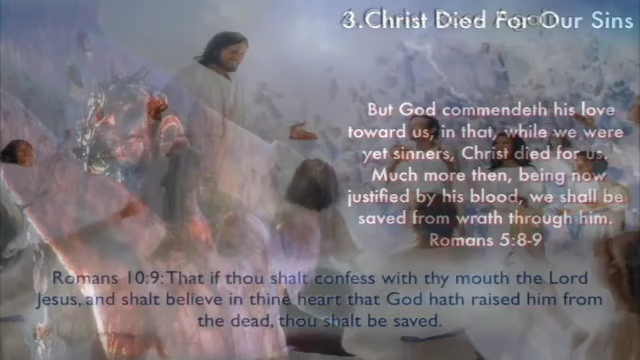 3.Christ Died For Our Sins
But God commendeth his love
toward us, in that, while we were
yet sinners, Christ died for us.
Much more then, being now
justified by his blood, we shall be
saved from wrath through him.
Romans 5:8-9
Romans 10:9: That if thou shalt confess with thy mouth the Lord
Jesus, and shalt believe in thine heart that God hath raised him from
the dead, thou shalt be saved.